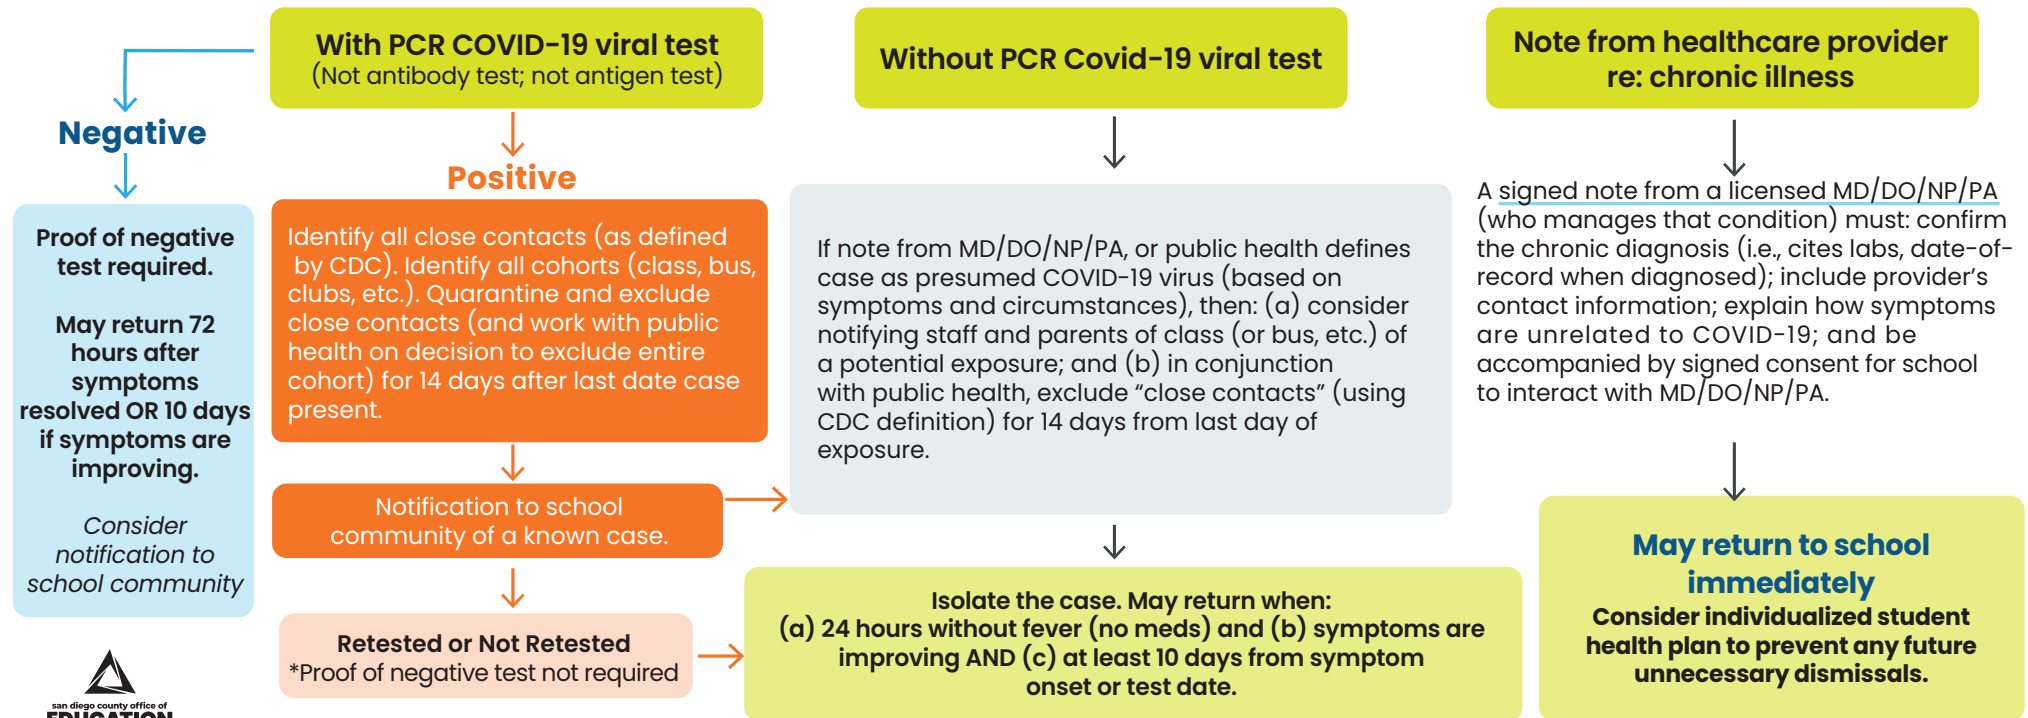 With PCR COVID-19 viral test
(Not antibody test; not antigen test)
Negative
Proof of negative
test required.
May return 72
hours after
symptoms
resolved OR 10 days
if symptoms are
improving.
Consider
notification to
school community
Positive
Identify all close contacts (as defined
by CDC). Identify all cohorts (class, bus,
clubs, etc.). Quarantine and exclude
close contacts (and work with public
health on decision to exclude entire
cohort) for 14 days after last date case
present.
Notification to school
community of a known case.
Retested or Not Retested
*Proof of negative test not required
Without PCR Covid-19 viral test
If note from MD/DO/NP/PA, or public health defines
case as presumed COVID-19 virus (based on
symptoms and circumstances), then: (a) consider
notifying staff and parents of class (or bus, etc.) of
a potential exposure; and (b) in conjunction
with public health, exclude “close contacts” (using
CDC definition) for 14 days from last day of
exposure.
Isolate the case. May return when:
(a) 24 hours without fever (no meds) and (b) symptoms are
improving AND (c) at least 10 days from symptom
onset or test date.
Note from healthcare provider
re: chronic illness
A signed note from a licensed MD/DO/NP/PA
(who manages that condition) must: confirm
the chronic diagnosis (i.e., cites labs, date-of-
record when diagnosed); include provider’s
contact information; explain how symptoms
are unrelated to COVID-19; and be
accompanied by signed consent for school
to interact with MD/DO/NP/PA.
May return to school
immediately
Consider individualized student
health plan to prevent any future
unnecessary dismissals.
san diego county office of
EDUCATION